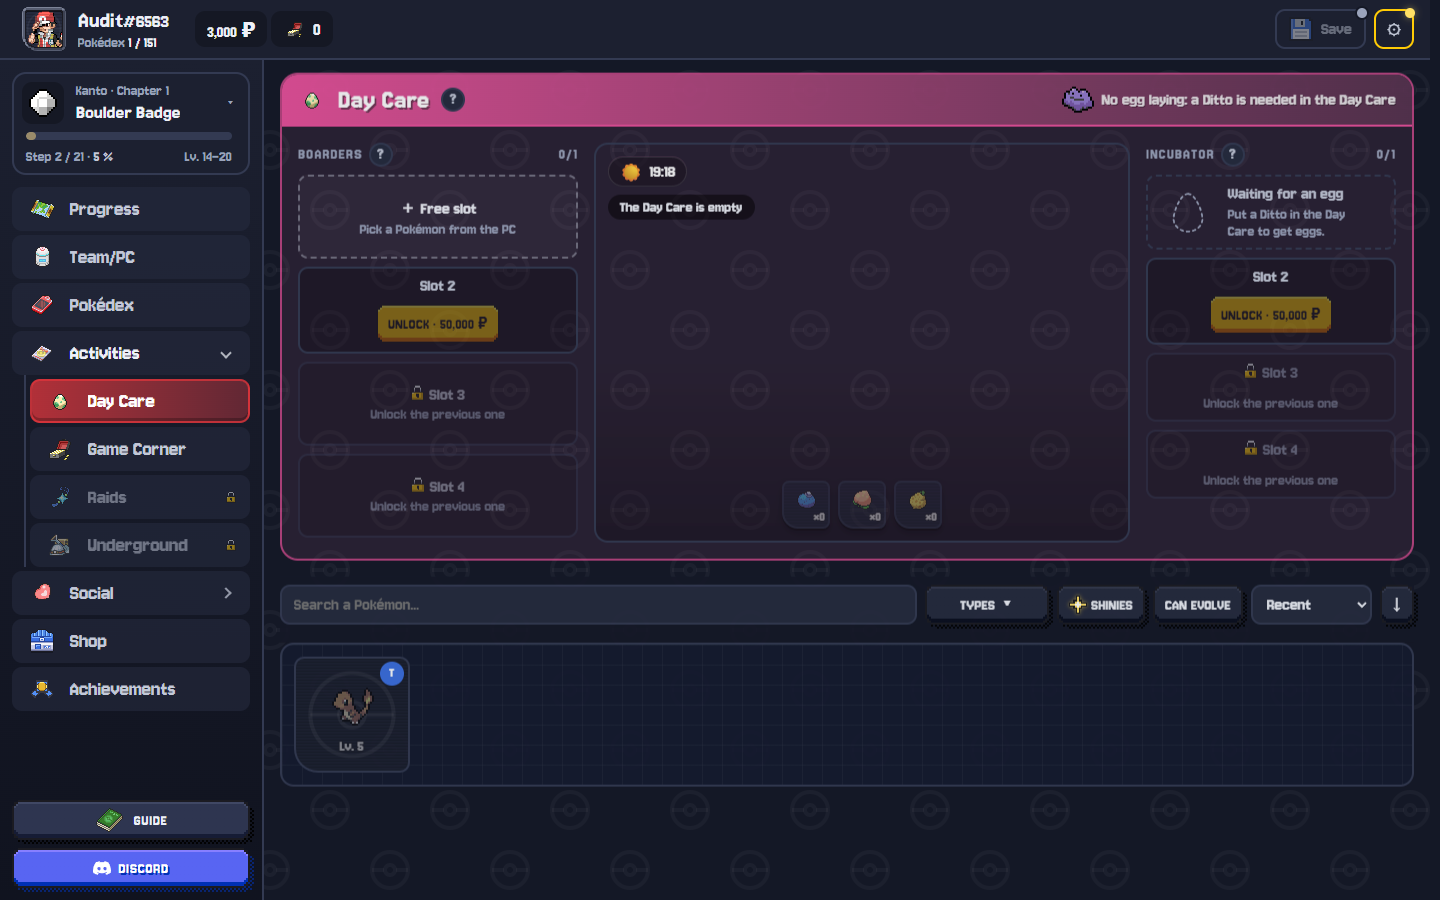 Audit#6563
Pokédex 1 / 151
3,000 ₽
0
Save
Kanto · Chapter 1
Boulder Badge
Step 2 / 21 · 5 %
Lv. 14-20
Progress
Team/PC
Pokédex
Activities
Day Care
Game Corner
Raids
Underground
Social
Shop
Achievements
GUIDE
DISCORD
Day Care
?
No egg laying: a Ditto is needed in the Day Care
BOARDERS
?
0/1
+ Free slot
Pick a Pokémon from the PC
Slot 2
UNLOCK · 50,000 ₽
Slot 3
Unlock the previous one
Slot 4
Unlock the previous one
19:18
The Day Care is empty
×0
×0
×0
INCUBATOR
?
0/1
Waiting for an egg
Put a Ditto in the Day
Care to get eggs.
Slot 2
UNLOCK · 50,000 ₽
Slot 3
Unlock the previous one
Slot 4
Unlock the previous one
Search a Pokémon...
TYPES ▼
SHINIES
CAN EVOLVE
Recent
↓
T
Lv. 5